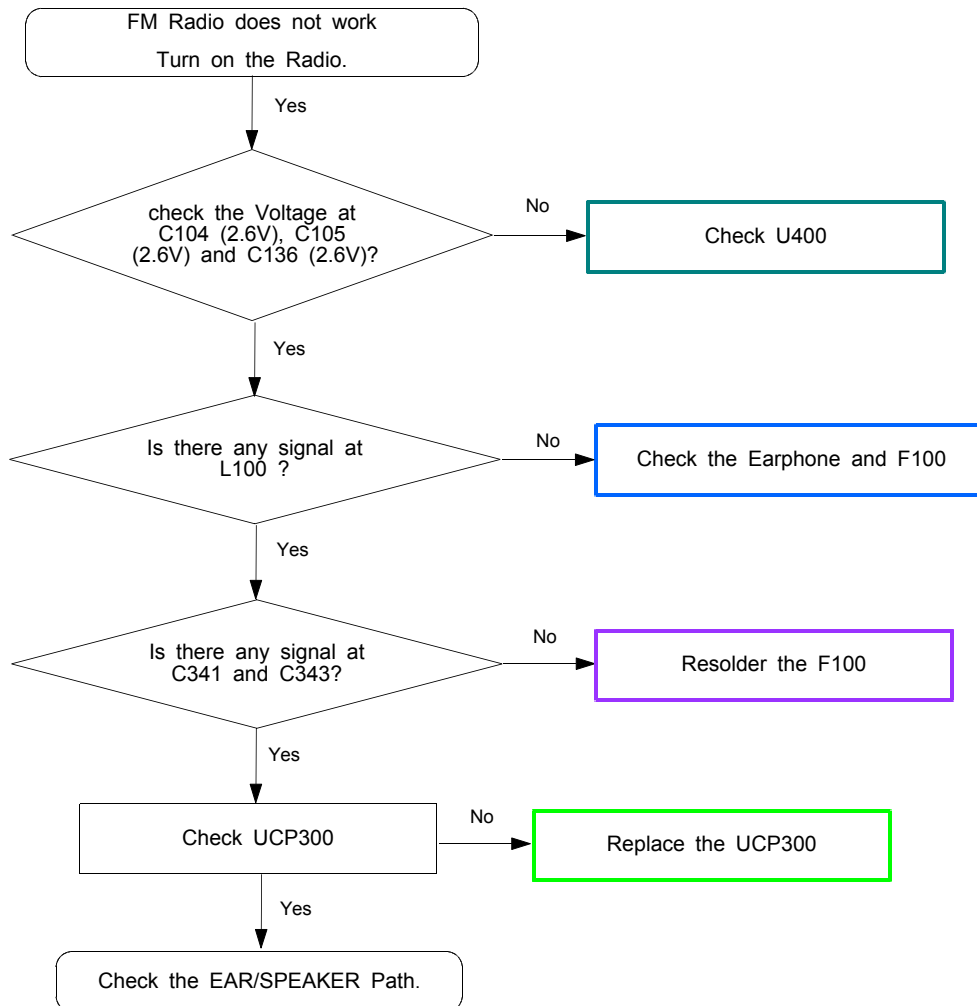 FM Radio does not work
Turn on the Radio.
Yes
check the Voltage at
C104 (2.6V), C105
(2.6V) and C136 (2.6V)?
No
Check U400
Yes
Is there any signal at
L100 ?
No
Check the Earphone and F100
Yes
Is there any signal at
C341 and C343?
No
Resolder the F100
Yes
Check UCP300
No
Replace the UCP300
Yes
Check the EAR/SPEAKER Path.